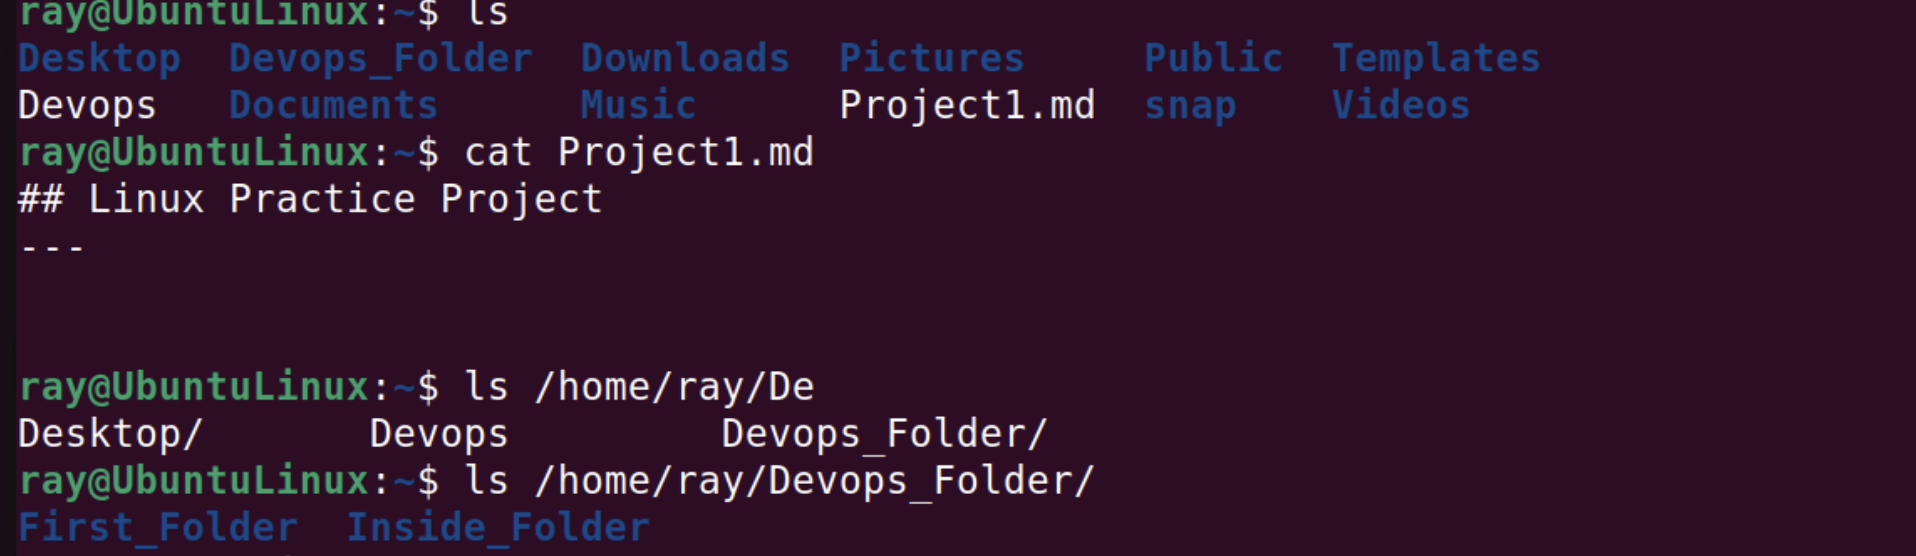 ray@UbuntuLinux:~$ ls
Desktop  Devops_Folder  Downloads  Pictures     Public  Templates
Devops   Documents      Music      Project1.md  snap    Videos
ray@UbuntuLinux:~$ cat Project1.md
## Linux Practice Project
---
ray@UbuntuLinux:~$ ls /home/ray/De
Desktop/       Devops         Devops_Folder/
ray@UbuntuLinux:~$ ls /home/ray/Devops_Folder/
First_Folder  Inside_Folder